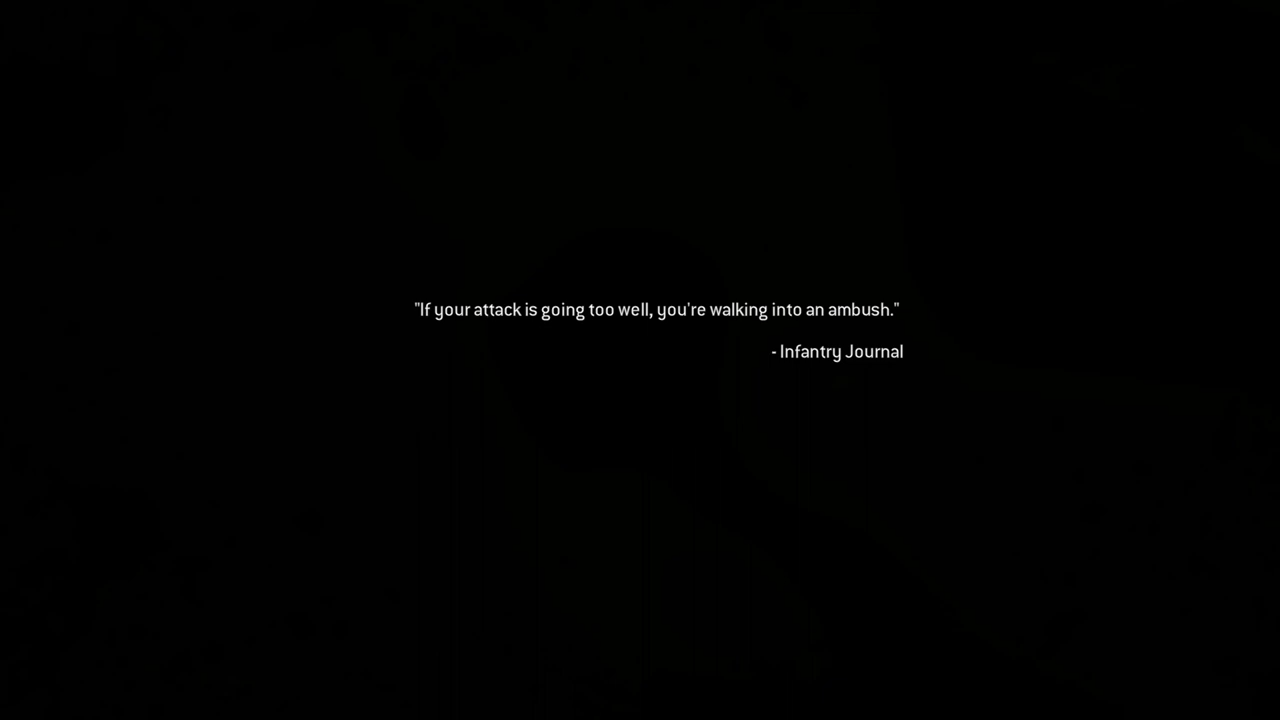 "If your attack is going too well, you're walking into an ambush."
- Infantry Journal